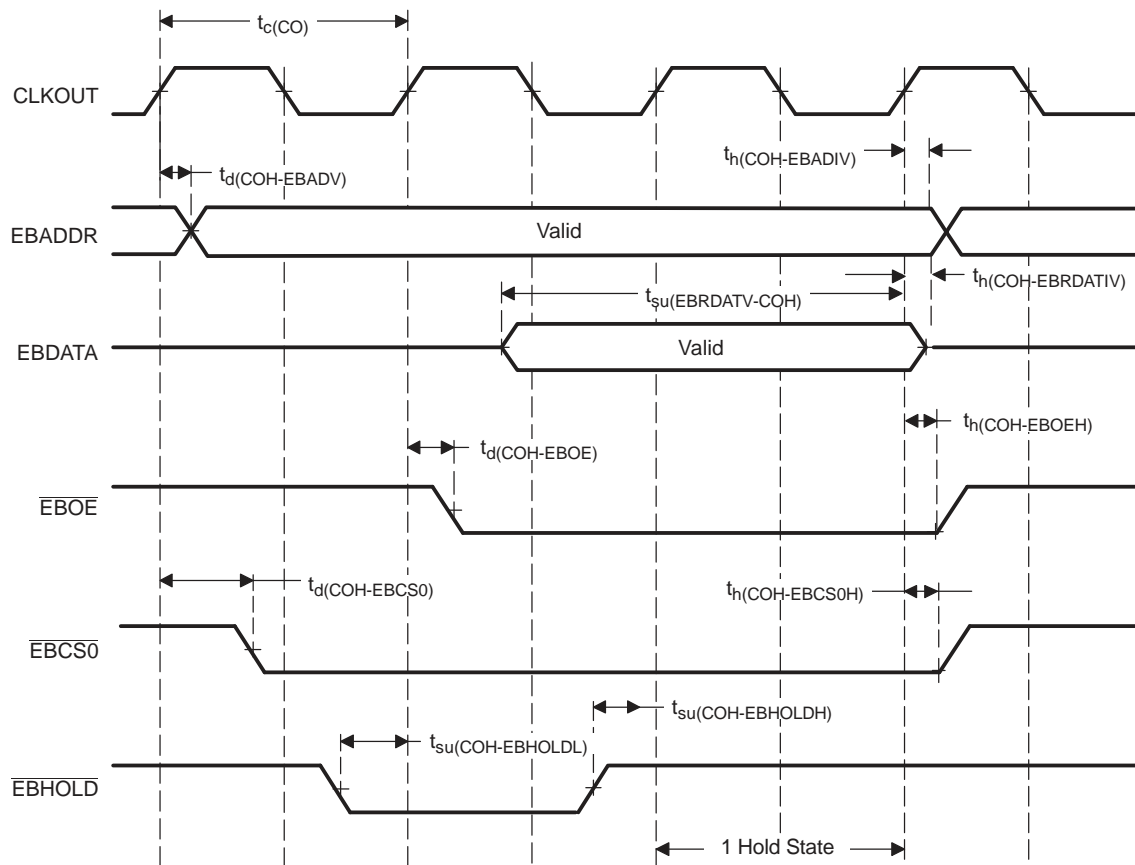 tc(CO)
CLKOUT
th(COH-EBADIV)
td(COH-EBADV)
EBADDR
Valid
th(COH-EBRDATIV)
tsu(EBRDATV-COH)
EBDATA
Valid
th(COH-EBOEH)
td(COH-EBOE)
EBOE
td(COH-EBCS0)
th(COH-EBCS0H)
EBCS0
tsu(COH-EBHOLDH)
tsu(COH-EBHOLDL)
EBHOLD
1 Hold State